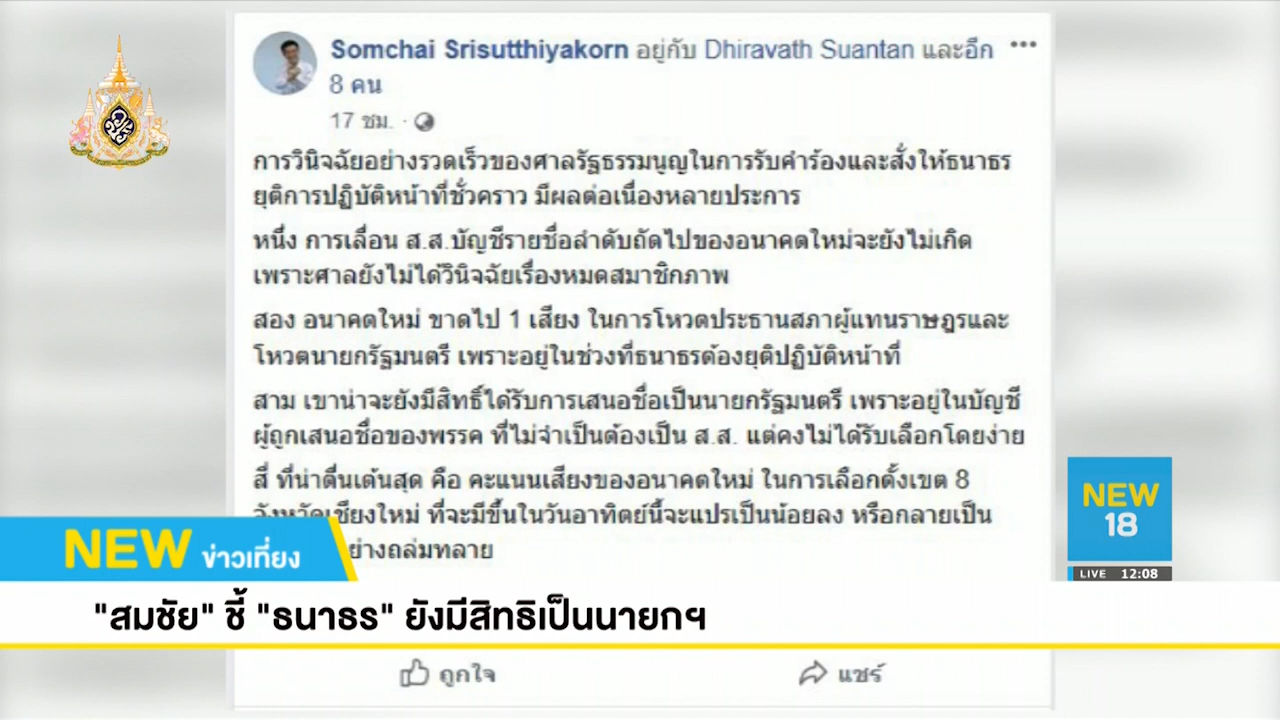 Somchai Srisutthiyakorn อยู่กับ Dhiravath Suantan และอีก
8 คน
17 ชม. ·
การวินิจฉัยอย่างรวดเร็วของศาลรัฐธรรมนูญในการรับคำร้องและสั่งให้ธนาธร
ยุติการปฏิบัติหน้าที่ชั่วคราว มีผลต่อเนื่องหลายประการ
หนึ่ง การเลื่อน ส.ส.บัญชีรายชื่อลำดับถัดไปของอนาคตใหม่จะยังไม่เกิด
เพราะศาลยังไม่ได้วินิจฉัยเรื่องหมดสมาชิกภาพ
สอง อนาคตใหม่ ขาดไป 1 เสียง ในการโหวตประธานสภาผู้แทนราษฎรและ
โหวตนายกรัฐมนตรี เพราะอยู่ในช่วงที่ธนาธรต้องยุติปฏิบัติหน้าที่
สาม เขาน่าจะยังมีสิทธิ์ได้รับการเสนอชื่อเป็นนายกรัฐมนตรี เพราะอยู่ในบัญชี
ผู้ถูกเสนอชื่อของพรรค ที่ไม่จำเป็นต้องเป็น ส.ส. แต่คงไม่ได้รับเลือกโดยง่าย
สี่ ที่น่าตื่นเต้นสุด คือ คะแนนเสียงของอนาคตใหม่ ในการเลือกตั้งเขต 8
จังหวัดเชียงใหม่ ที่จะมีขึ้นในวันอาทิตย์นี้จะแปรเป็นน้อยลง หรือกลายเป็น
ย่างถล่มทลาย
NEW
18
LIVE 12:08
NEW ข่าวเที่ยง
"สมชัย" ชี้ "ธนาธร" ยังมีสิทธิเป็นนายกฯ
ถูกใจ
แชร์